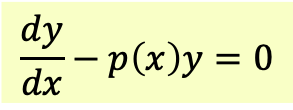 dy/dx − p(x)y = 0